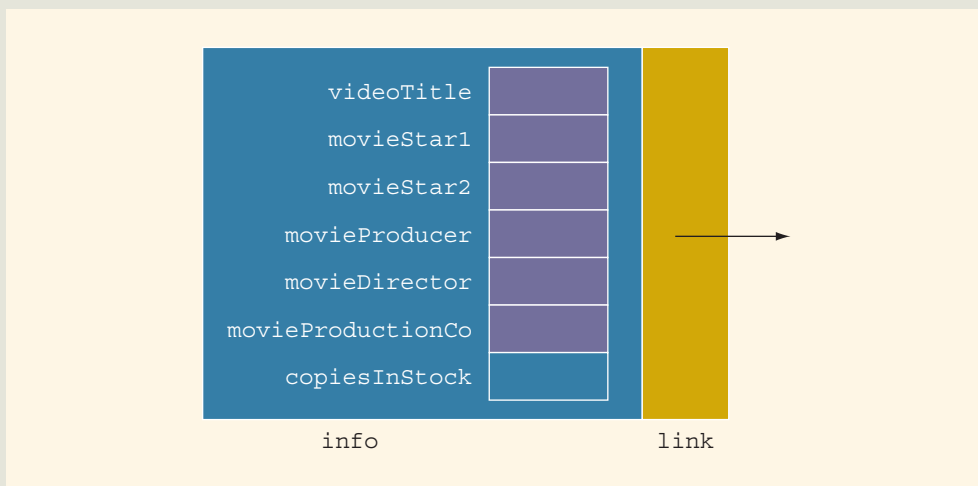 videoTitle
movieStar1
movieStar2
movieProducer
movieDirector
movieProductionCo
copiesInStock
info link